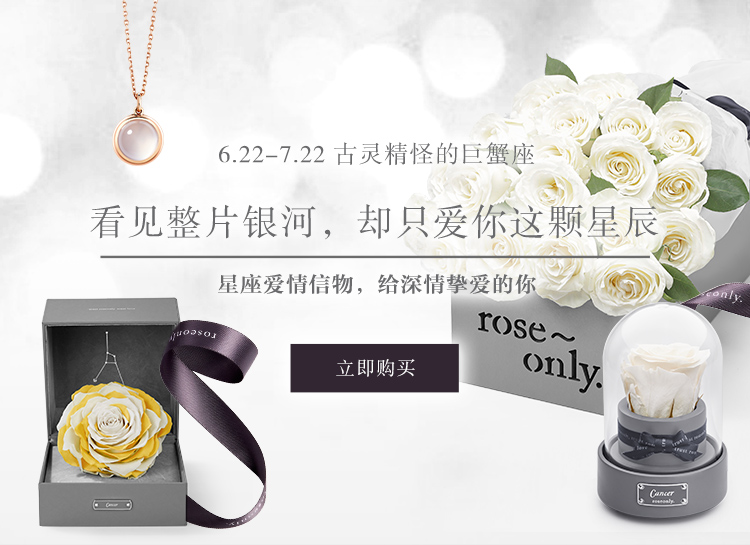 6.22-7.22 古灵精怪的巨蟹座
看见整片银河，却只爱你这颗星辰
星座爱情信物，给深情挚爱的你
立即购买
rose~
only.
roseonly.
Cancer
Cancer
roseonly.